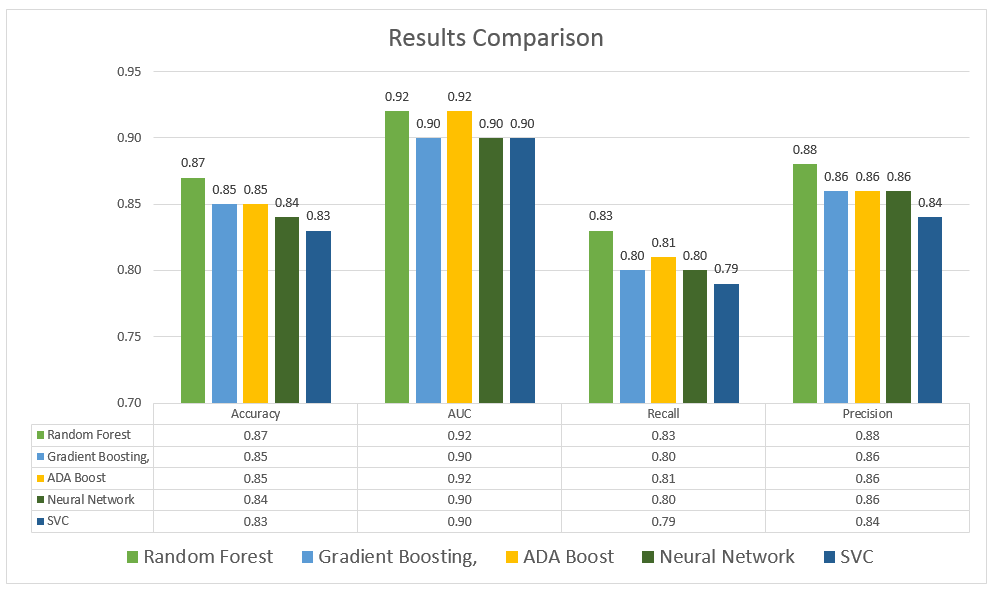 Results Comparison
0.95
0.92 0.92
0.90 0.90 0.90
0.90
0.88
0.87
0.86 0.86 0.86
0.85 0.85
0.84 0.84
0.85
0.83 0.83
0.81
0.80 0.80
0.79
0.80
0.75
0.70
Accuracy AUC Recall Precision
Random Forest 0.87 0.92 0.83 0.88
Gradient Boosting, 0.85 0.90 0.80 0.86
ADA Boost 0.85 0.92 0.81 0.86
Neural Network 0.84 0.90 0.80 0.86
SVC 0.83 0.90 0.79 0.84
Random Forest Gradient Boosting, ADA Boost Neural Network SVC